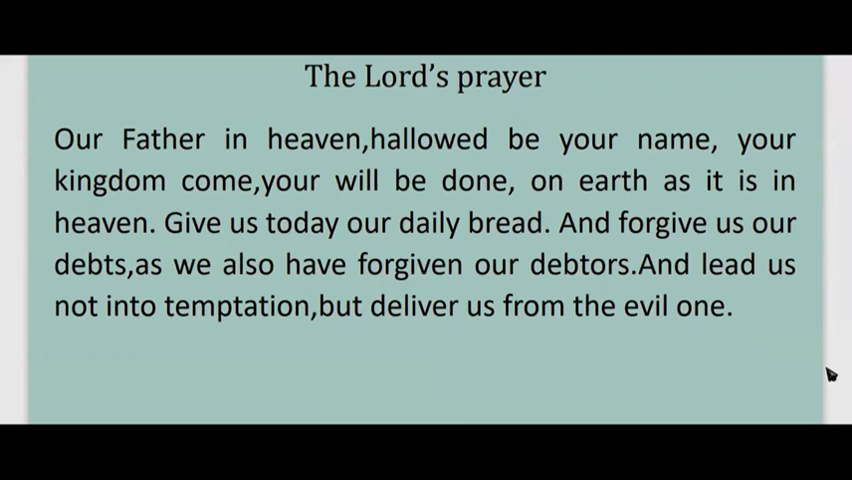 The Lord’s prayer
Our Father in heaven,hallowed be your name, your
kingdom come,your will be done, on earth as it is in
heaven. Give us today our daily bread. And forgive us our
debts,as we also have forgiven our debtors.And lead us
not into temptation,but deliver us from the evil one.